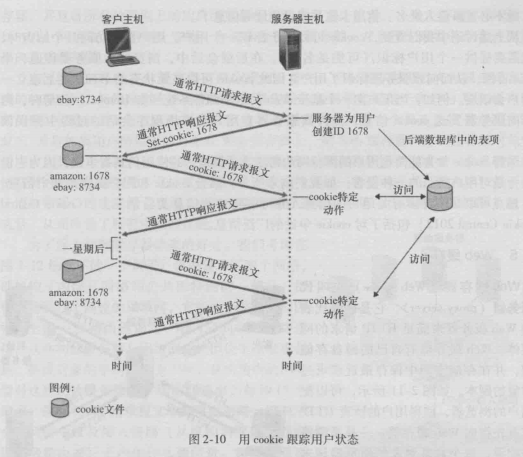 客户主机
服务器主机
ebay:8734
通常HTTP请求报文
服务器为用户
创建ID 1678
后端数据库中的表项
通常HTTP响应报文
Set-cookie: 1678
amazon: 1678
ebay: 8734
通常HTTP请求报文
cookie: 1678
cookie特定
动作
访问
通常HTTP响应报文
一星期后
访问
通常HTTP请求报文
cookie: 1678
amazon: 1678
ebay: 8734
cookie特定
动作
通常HTTP响应报文
时间
时间
图例:
cookie文件
图 2-10 用 cookie 跟踪用户状态